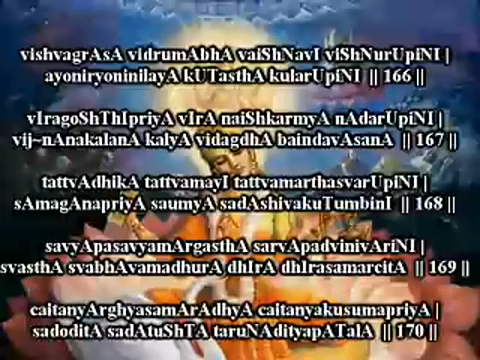 vishvagrAsA vidrumAbhA vaiShNavI viShNurUpiNI |
ayoniryoninilayA kUTasthA kularUpiNI || 166 ||
vIragoShThIpriyA vIrA naiShkarmyA nAdarUpiNI |
vij~nAnakalanA kalyA vidagdhA baindavAsanA || 167 ||
tattvAdhikA tattvamayI tattvamarthasvarUpiNI |
sAmagAnapriyA saumyA sadAshivakuTumbinI || 168 ||
savyApasavyamArgasthA sarvApadvinivAriNI |
svasthA svabhAvamadhurA dhIrA dhIrasamarcitA || 169 ||
caitanyArghyasamArAdhyA caitanyakusumapriyA |
sadoditA sadAtuShTA taruNAdityapATalA || 170 ||